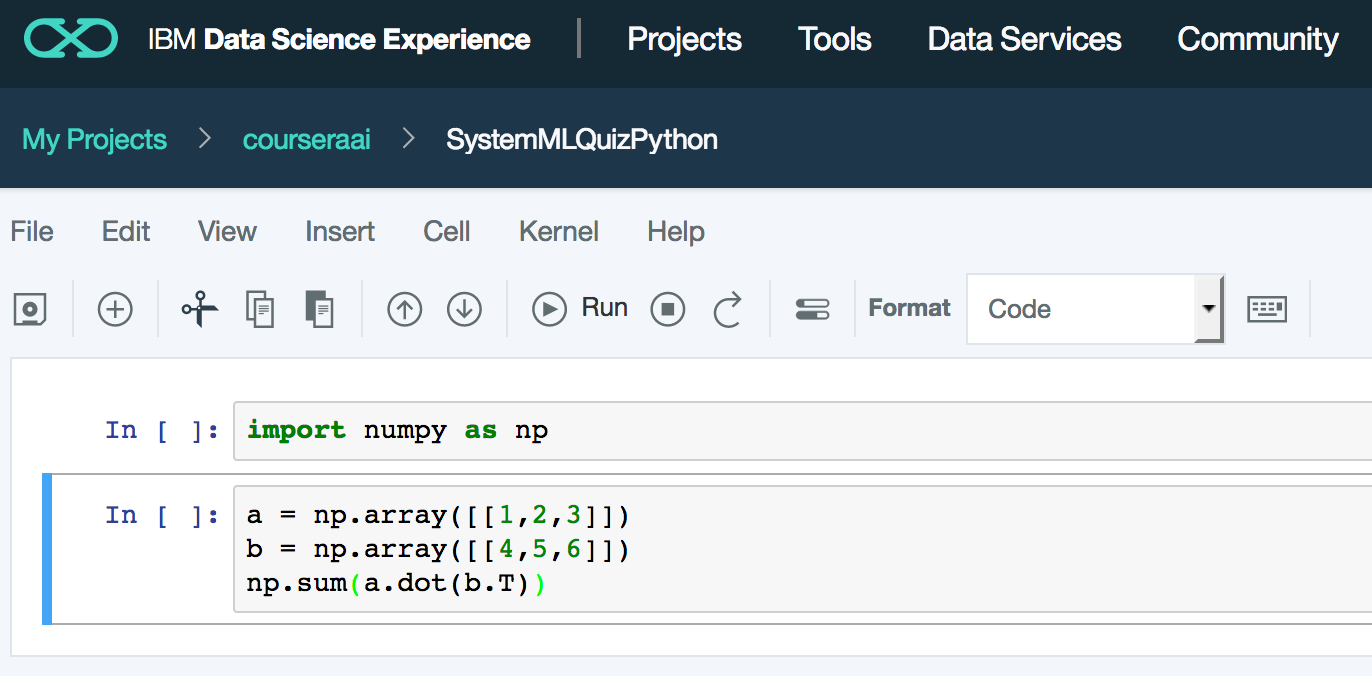 IBM Data Science Experience | Projects Tools Data Services Community
My Projects > courseraai > SystemMLQuizPython
File Edit View Insert Cell Kernel Help
Run Format Code
In [ ]: import numpy as np
In [ ]: a = np.array([[1,2,3]])
b = np.array([[4,5,6]])
np.sum(a.dot(b.T))